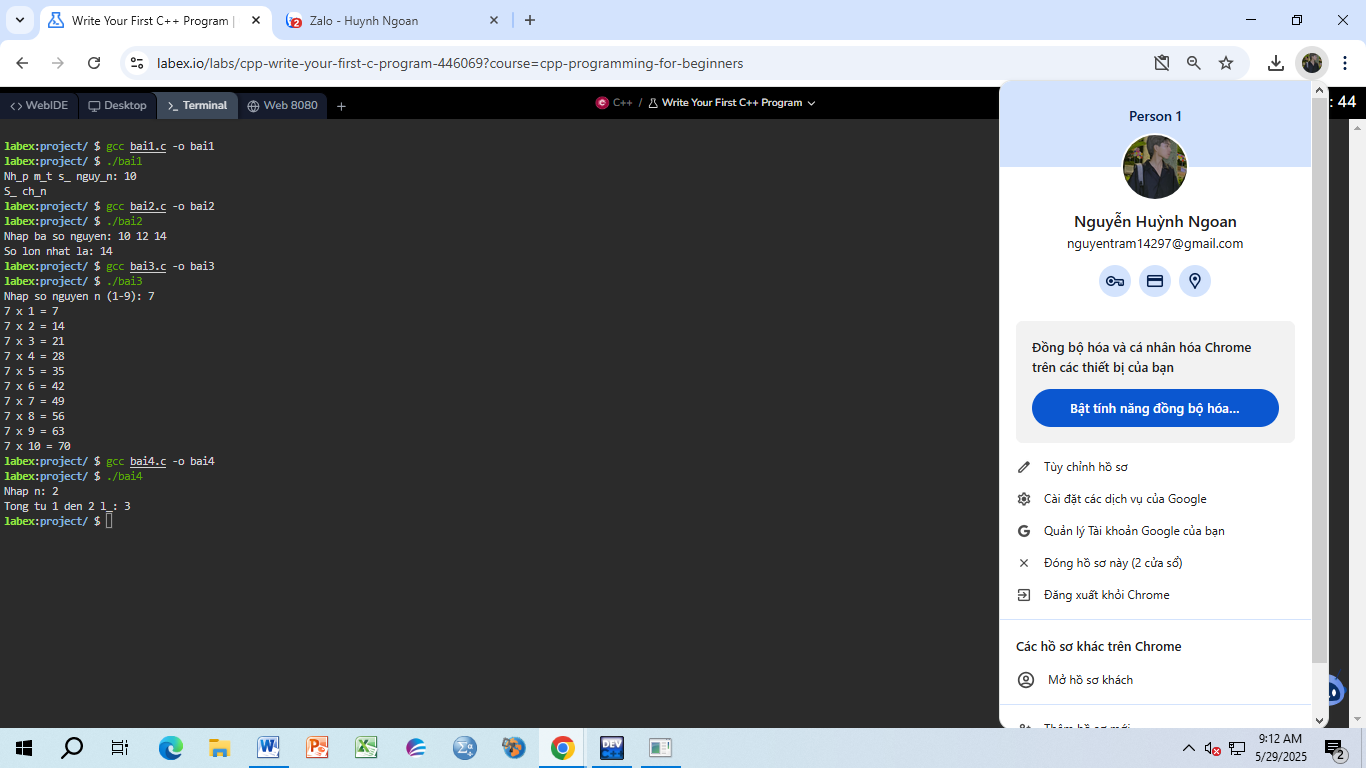 Write Your First C++ Program |
Zalo - Huynh Ngoan
labex.io/labs/cpp-write-your-first-c-program-446069?course=cpp-programming-for-beginners
WebIDE
Desktop
Terminal
Web 8080
C++ / Write Your First C++ Program
: 44
labex:project/ $ gcc bai1.c -o bai1
labex:project/ $ ./bai1
Nh_p m_t s_ nguy_n: 10
S_ ch_n
labex:project/ $ gcc bai2.c -o bai2
labex:project/ $ ./bai2
Nhap ba so nguyen: 10 12 14
So lon nhat la: 14
labex:project/ $ gcc bai3.c -o bai3
labex:project/ $ ./bai3
Nhap so nguyen n (1-9): 7
7 x 1 = 7
7 x 2 = 14
7 x 3 = 21
7 x 4 = 28
7 x 5 = 35
7 x 6 = 42
7 x 7 = 49
7 x 8 = 56
7 x 9 = 63
7 x 10 = 70
labex:project/ $ gcc bai4.c -o bai4
labex:project/ $ ./bai4
Nhap n: 2
Tong tu 1 den 2 l_: 3
labex:project/ $
Person 1
Nguyễn Huỳnh Ngoan
nguyentram14297@gmail.com
Đồng bộ hóa và cá nhân hóa Chrome
trên các thiết bị của bạn
Bật tính năng đồng bộ hóa...
Tùy chỉnh hồ sơ
Cài đặt các dịch vụ của Google
Quản lý Tài khoản Google của bạn
Đóng hồ sơ này (2 cửa sổ)
Đăng xuất khỏi Chrome
Các hồ sơ khác trên Chrome
Mở hồ sơ khách
Thêm hồ sơ mới
DEV
9:12 AM
5/29/2025
2